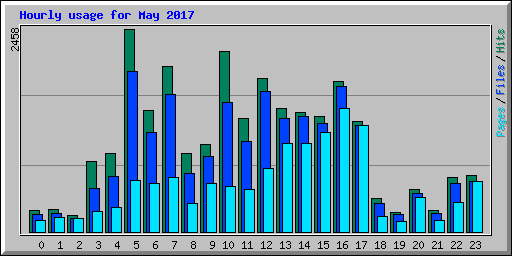 Hourly usage for May 2017
2458
Pages/Files/Hits
0 1 2 3 4 5 6 7 8 9 10 11 12 13 14 15 16 17 18 19 20 21 22 23